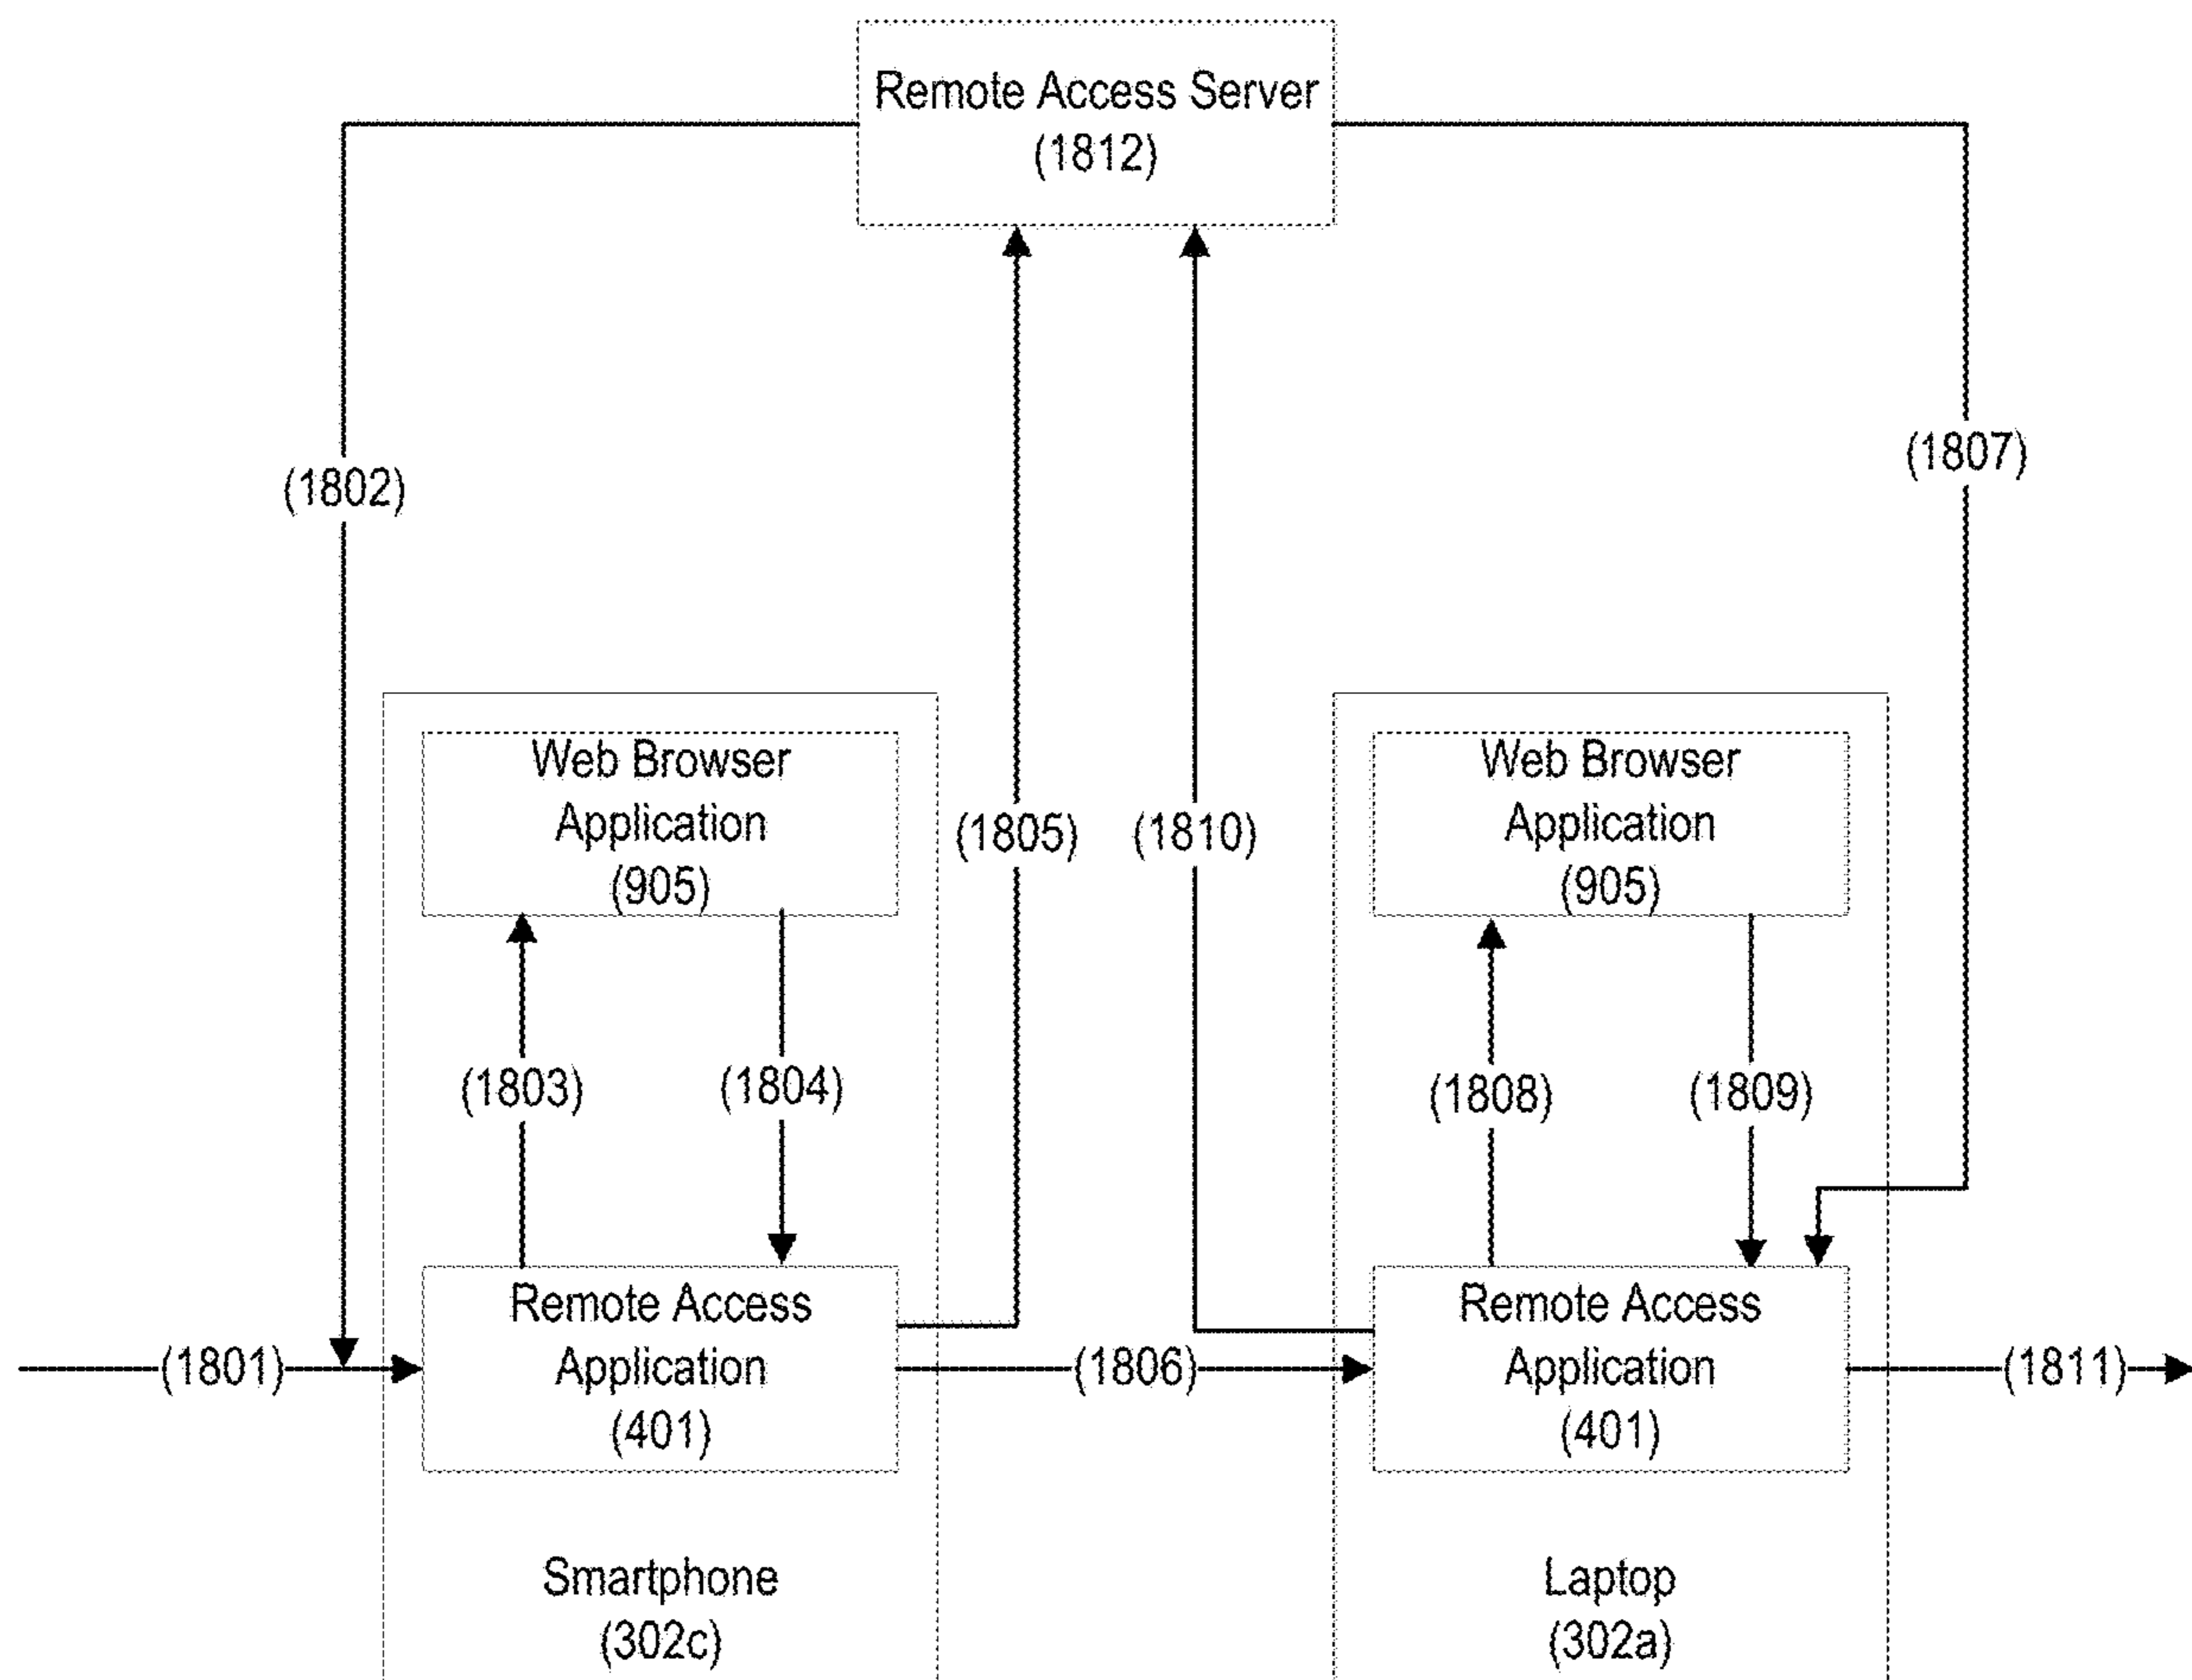 Remote Access Server
(1812)
(1802)
(1807)
Web Browser
Application
(905)
(1805)
(1810)
Web Browser
Application
(905)
(1803)
(1804)
(1808)
(1809)
(1801)
Remote Access
Application
(401)
(1806)
Remote Access
Application
(401)
(1811)
Smartphone
(302c)
Laptop
(302a)